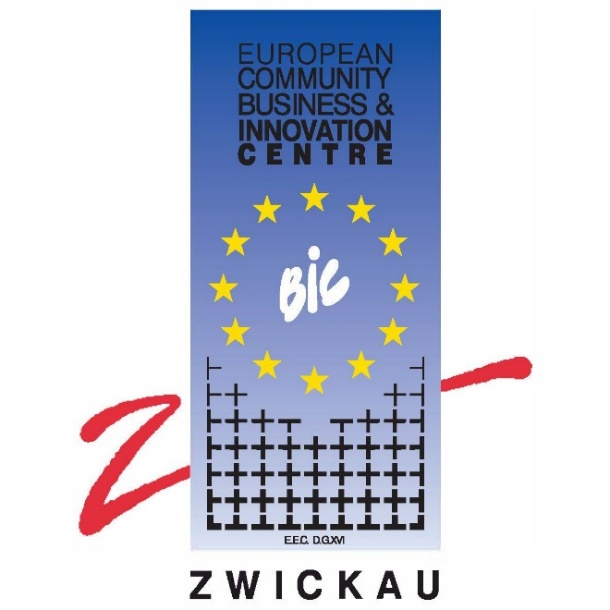 EUROPEAN
COMMUNITY
BUSINESS &
INNOVATION
CENTRE
BiC
E.E.C. D.G.XVI
ZWICKAU